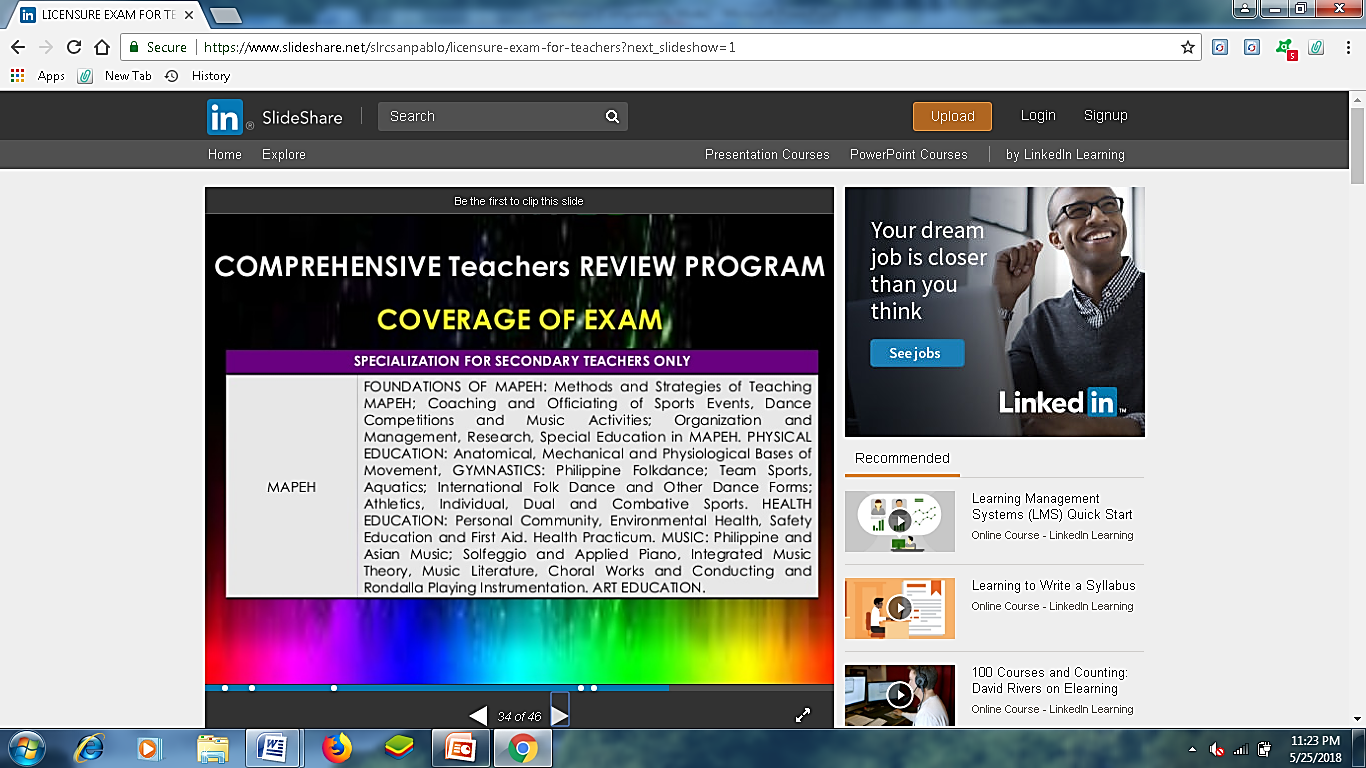 LICENSURE EXAM FOR TE
Secure
https://www.slideshare.net/slrcsanpablo/licensure-exam-for-teachers?next_slideshow=1
5
Apps
New Tab
History
in
® SlideShare
Search
Upload
Login
Signup
Home
Explore
Presentation Courses
PowerPoint Courses
by LinkedIn Learning
Be the first to clip this slide
COMPREHENSIVE Teachers REVIEW PROGRAM
COVERAGE OF EXAM
SPECIALIZATION FOR SECONDARY TEACHERS ONLY
MAPEH
FOUNDATIONS OF MAPEH: Methods and Strategies of Teaching
MAPEH; Coaching and Officiating of Sports Events, Dance
Competitions and Music Activities; Organization and
Management, Research, Special Education in MAPEH. PHYSICAL
EDUCATION: Anatomical, Mechanical and Physiological Bases of
Movement, GYMNASTICS: Philippine Folkdance; Team Sports,
Aquatics; International Folk Dance and Other Dance Forms;
Athletics, Individual, Dual and Combative Sports. HEALTH
EDUCATION: Personal Community, Environmental Health, Safety
Education and First Aid. Health Practicum. MUSIC: Philippine and
Asian Music; Solfeggio and Applied Piano, Integrated Music
Theory, Music Literature, Choral Works and Conducting and
Rondalla Playing Instrumentation. ART EDUCATION.
34 of 46
Your dream
job is closer
than you
think
See jobs
Linked in ™
Recommended
Learning Management
Systems (LMS) Quick Start
Online Course - LinkedIn Learning
Learning to Write a Syllabus
Online Course - LinkedIn Learning
100 Courses and Counting:
David Rivers on Elearning
Online Course - LinkedIn Learning
11:23 PM
5/25/2018